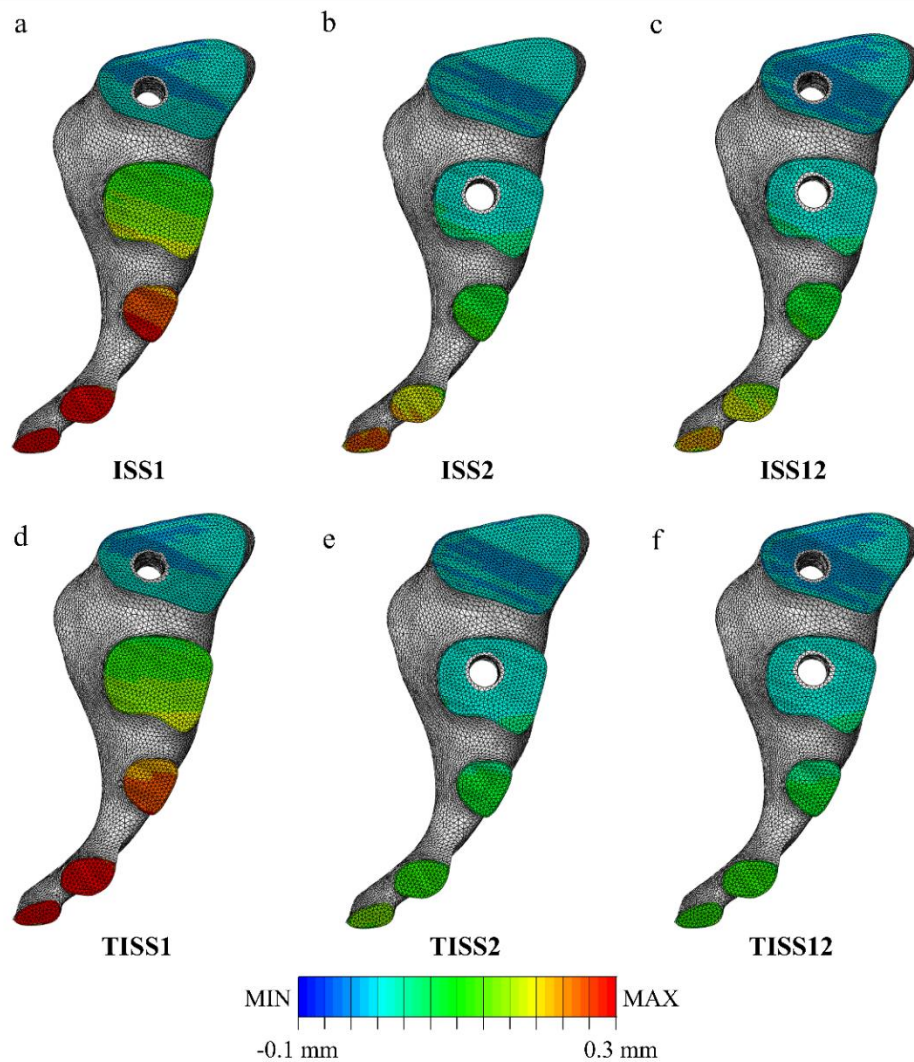 a b c
ISS1 ISS2 ISS12
d e f
TISS1 TISS2 TISS12
MIN MAX
-0.1 mm 0.3 mm